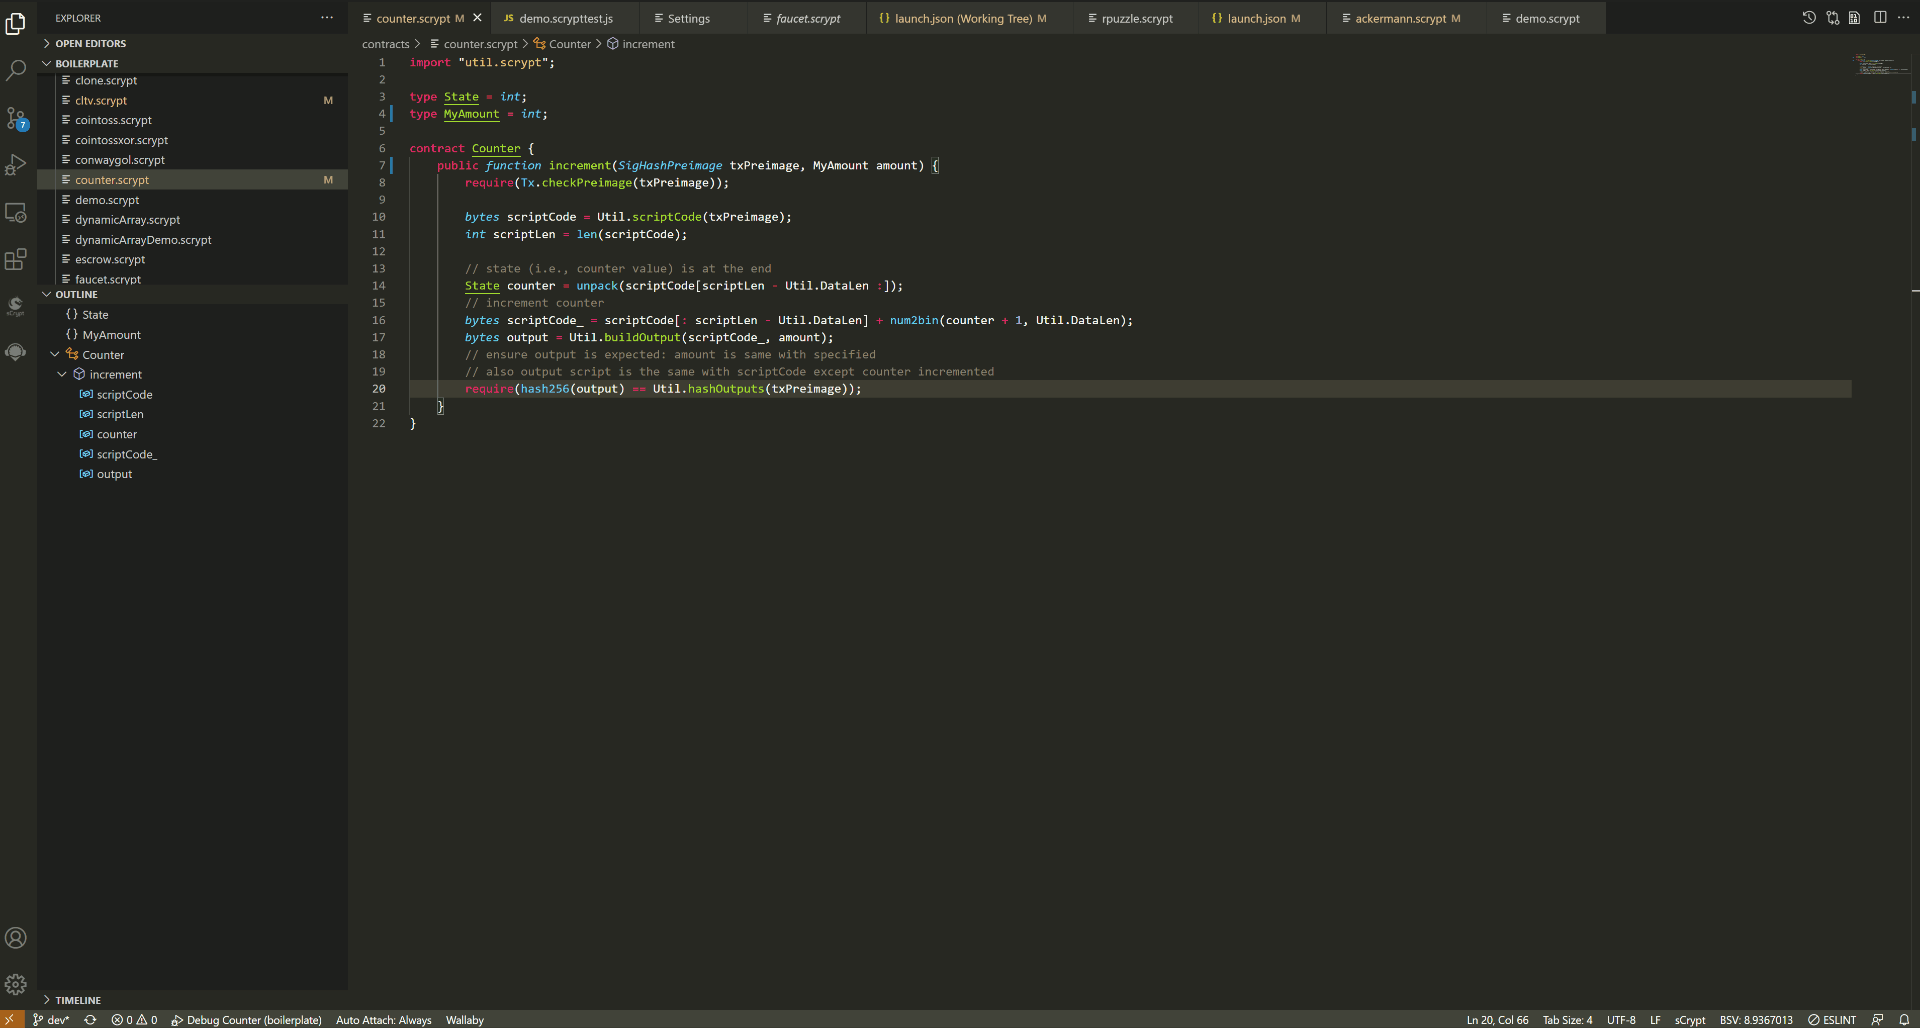 EXPLORER
OPEN EDITORS
BOILERPLATE
clone.scrypt
cltv.scrypt M
cointoss.scrypt
cointossxor.scrypt
conwaygol.scrypt
counter.scrypt M
demo.scrypt
dynamicArray.scrypt
dynamicArrayDemo.scrypt
escrow.scrypt
faucet.scrypt
OUTLINE
{} State
{} MyAmount
Counter
increment
scriptCode
scriptLen
counter
scriptCode_
output
TIMELINE
7
sCrypt
counter.scrypt M
JS demo.scrypttest.js
Settings
faucet.scrypt
{} launch.json (Working Tree) M
rpuzzle.scrypt
{} launch.json M
ackermann.scrypt M
demo.scrypt
contracts > counter.scrypt > Counter > increment
1 import "util.scrypt";
2
3 type State = int;
4 type MyAmount = int;
5
6 contract Counter {
7 public function increment(SigHashPreimage txPreimage, MyAmount amount) {
8 require(Tx.checkPreimage(txPreimage));
9
10 bytes scriptCode = Util.scriptCode(txPreimage);
11 int scriptLen = len(scriptCode);
12
13 // state (i.e., counter value) is at the end
14 State counter = unpack(scriptCode[scriptLen - Util.DataLen :]);
15 // increment counter
16 bytes scriptCode_ = scriptCode[: scriptLen - Util.DataLen] + num2bin(counter + 1, Util.DataLen);
17 bytes output = Util.buildOutput(scriptCode_, amount);
18 // ensure output is expected: amount is same with specified
19 // also output script is the same with scriptCode except counter incremented
20 require(hash256(output) == Util.hashOutputs(txPreimage));
21 }
22 }
dev* 0 0 Debug Counter (boilerplate) Auto Attach: Always Wallaby
Ln 20, Col 66 Tab Size: 4 UTF-8 LF sCrypt BSV: 8.9367013 ESLINT